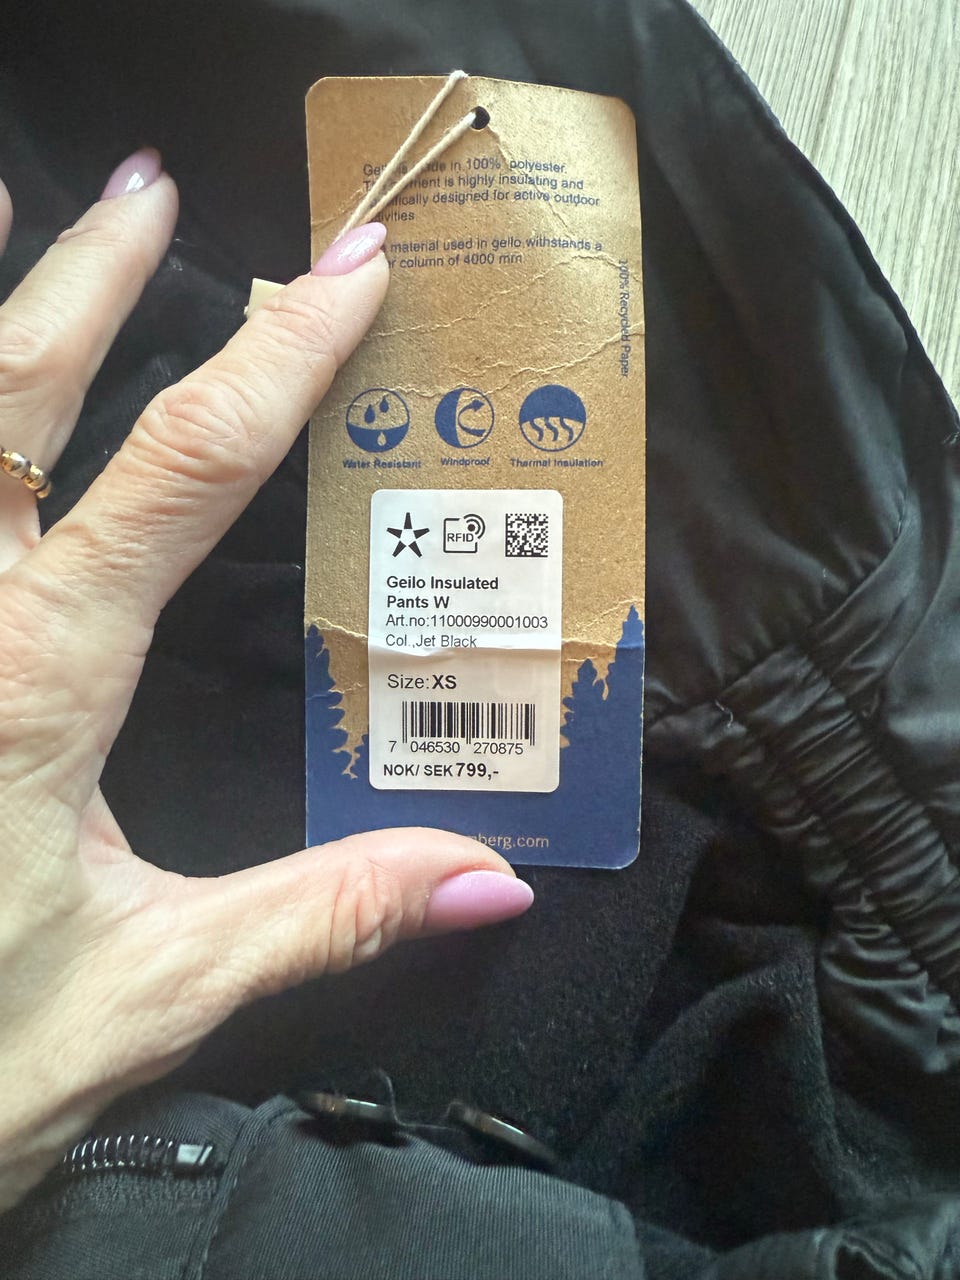 in 100% polyester.
is highly insulating and
designed for active outdoor
material used in geilo withstands a
column of 4000 mm
100% Recycled Paper
Water Resistant Windproof Thermal Insulation
RFID
Geilo Insulated
Pants W
Art.no:11000990001003
Col.,Jet Black
Size:XS
7 046530 270875
NOK/ SEK 799,-
berg.com